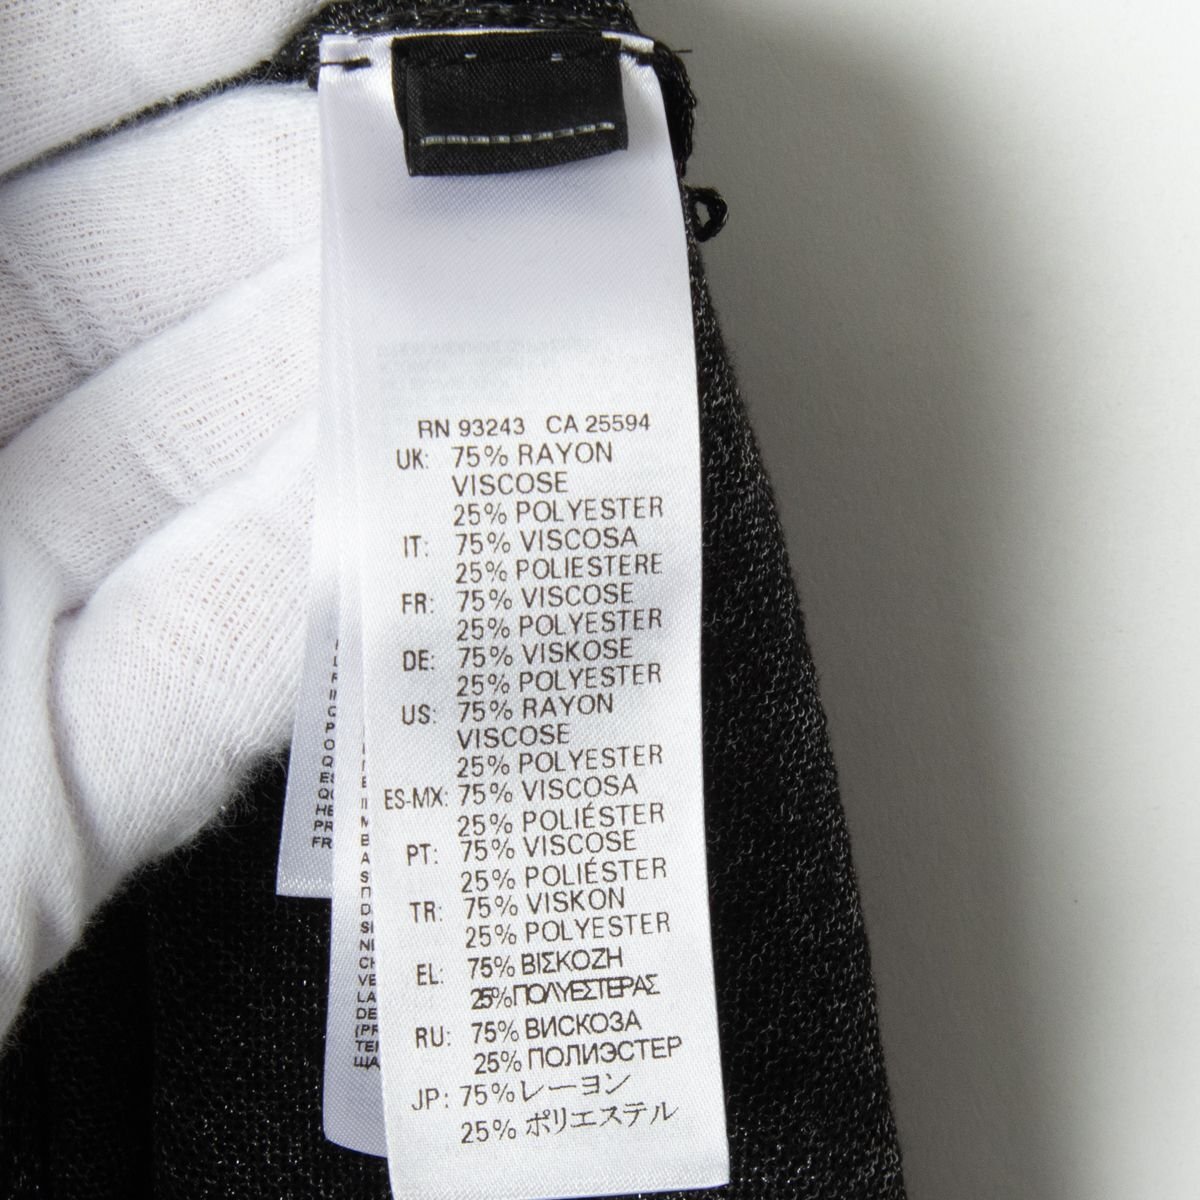 RN 93243 CA 25594
UK: 75% RAYON
VISCOSE
25% POLYESTER
IT: 75% VISCOSA
25% POLIESTERE
FR: 75% VISCOSE
25% POLYESTER
DE: 75% VISKOSE
25% POLYESTER
US: 75% RAYON
VISCOSE
25% POLYESTER
ES-MX: 75% VISCOSA
25% POLIÉSTER
PT: 75% VISCOSE
25% POLIÉSTER
TR: 75% VISKON
25% POLYESTER
EL: 75% ΒΙΣΚΟΖΗ
25% ΠΟΛΥΕΣΤΕΡΑΣ
RU: 75% ВИСКОЗА
25% ПОЛИЭСТЕР
JP: 75% レーヨン
25% ポリエステル